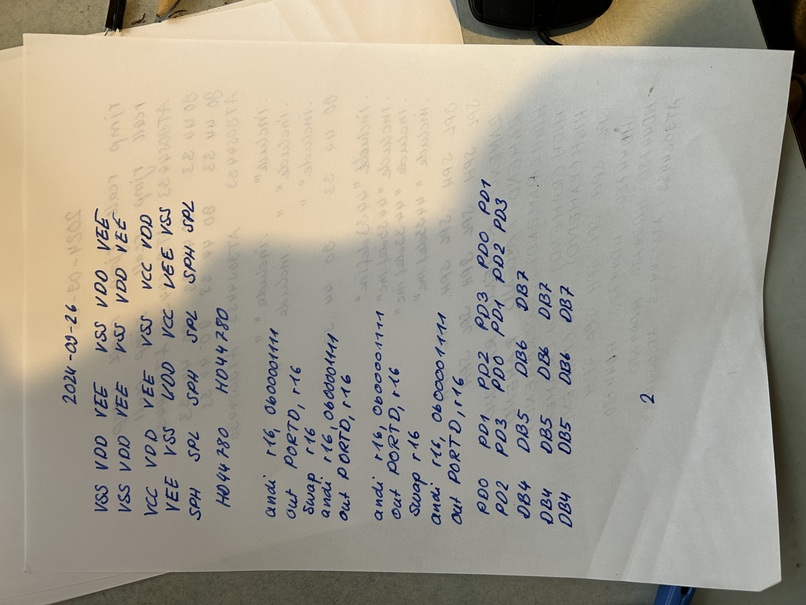 2024-09-26
VSS VDD VEE VSS VDD VEE
VSS VDD VEE VSS VDD VEE
VCC VDD VEE VSS VCC VDD
VEE VSS VDD VCC VEE VSS
SPH SPL SPH SPL SPH SPL
HD44780 HD44780
andi r16, 0b00001111
out PORTD, r16
swap r16
andi r16, 0b00001111
out PORTD, r16
andi r16, 0b00001111
out PORTD, r16
swap r16
andi r16, 0b00001111
out PORTD, r16
PD0 PD1 PD2 PD3 PD0 PD1
PD2 PD3 PD0 PD1 PD2 PD3
DB4 DB5 DB6 DB7
DB4 DB5 DB6 DB7
DB4 DB5 DB6 DB7
2